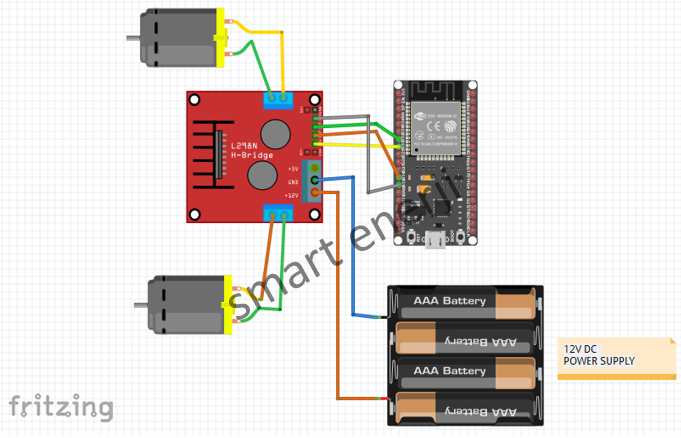 L298N
H-Bridge
+5V
GND
+12V
smart enerji
AAA Battery
AAA Battery
AAA Battery
AAA Battery
12V DC
POWER SUPPLY
fritzing